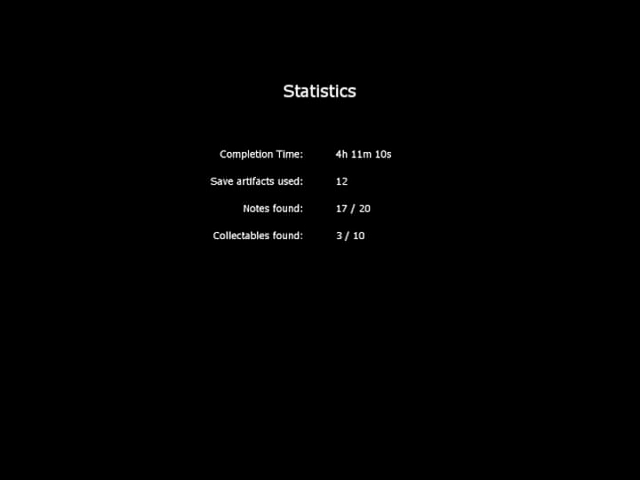 Statistics
Completion Time: 4h 11m 10s
Save artifacts used: 12
Notes found: 17 / 20
Collectables found: 3 / 10